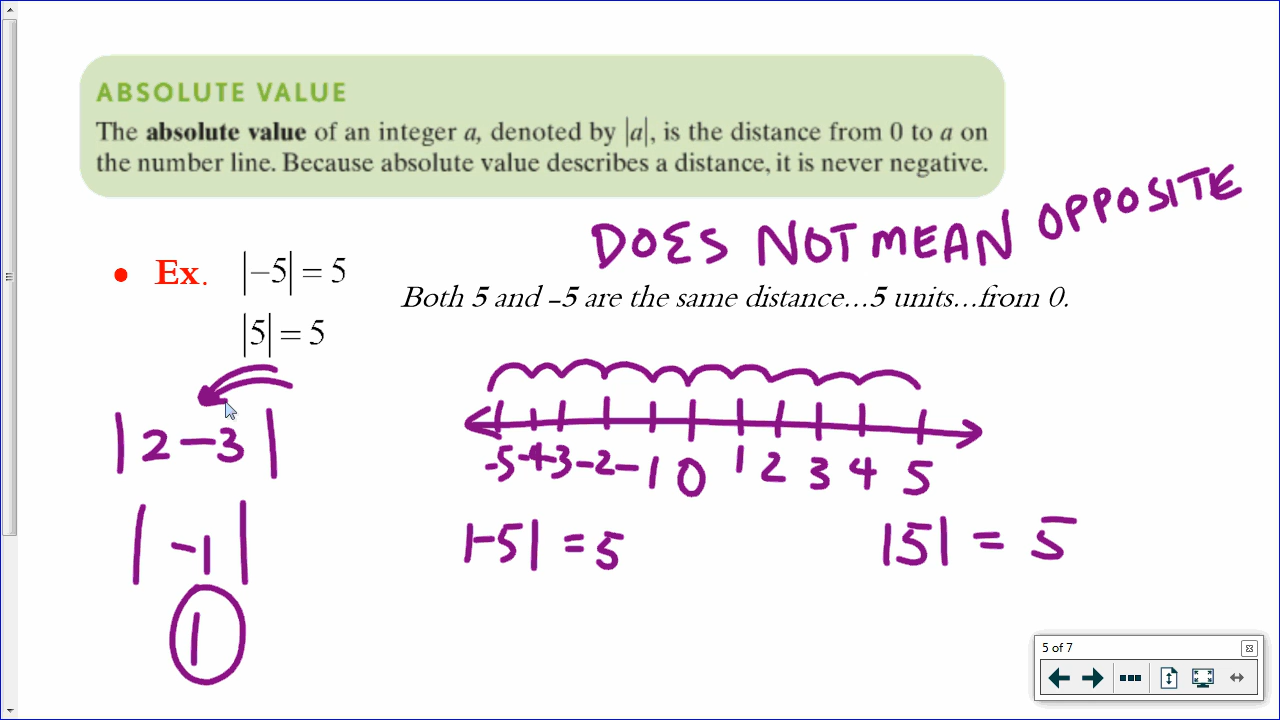 ABSOLUTE VALUE
The absolute value of an integer a, denoted by |a|, is the distance from 0 to a on
the number line. Because absolute value describes a distance, it is never negative.
DOES NOT MEAN OPPOSITE
• Ex. |−5| = 5
Both 5 and –5 are the same distance...5 units...from 0.
|5| = 5
|2−3|
-5 -4 -3 -2 -1 0 1 2 3 4 5
|-1|
|-5| = 5
|5| = 5
1
5 of 7